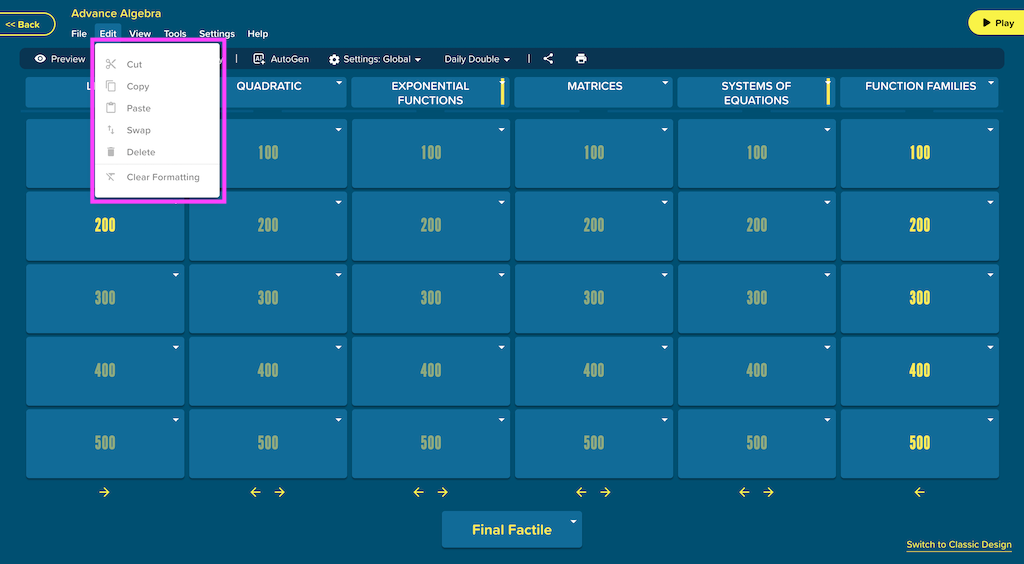 << Back
Advance Algebra
File Edit View Tools Settings Help
Play
Preview
AutoGen
Settings: Global
Daily Double
Cut
Copy
Paste
Swap
Delete
Clear Formatting
QUADRATIC
EXPONENTIAL
FUNCTIONS
MATRICES
SYSTEMS OF
EQUATIONS
FUNCTION FAMILIES
100 100 100 100 100
200 200 200 200 200 200
300 300 300 300 300 300
400 400 400 400 400 400
500 500 500 500 500 500
Final Factile
Switch to Classic Design